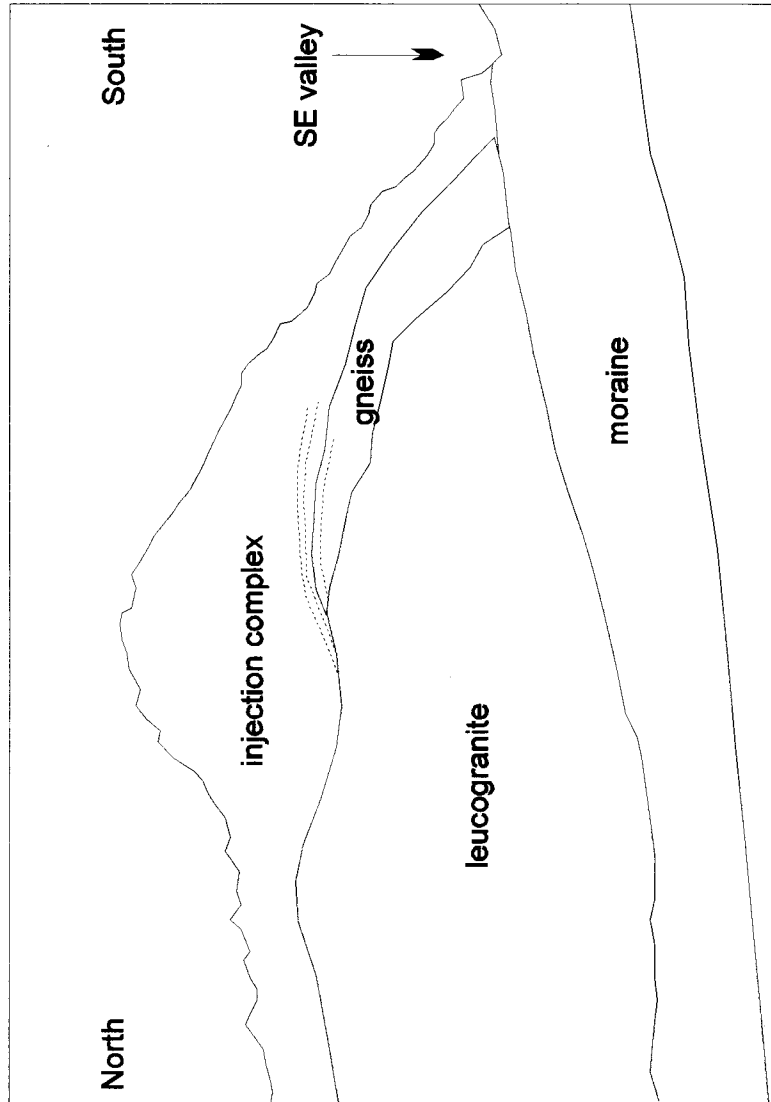 North
South
SE valley
injection complex
gneiss
leucogranite
moraine